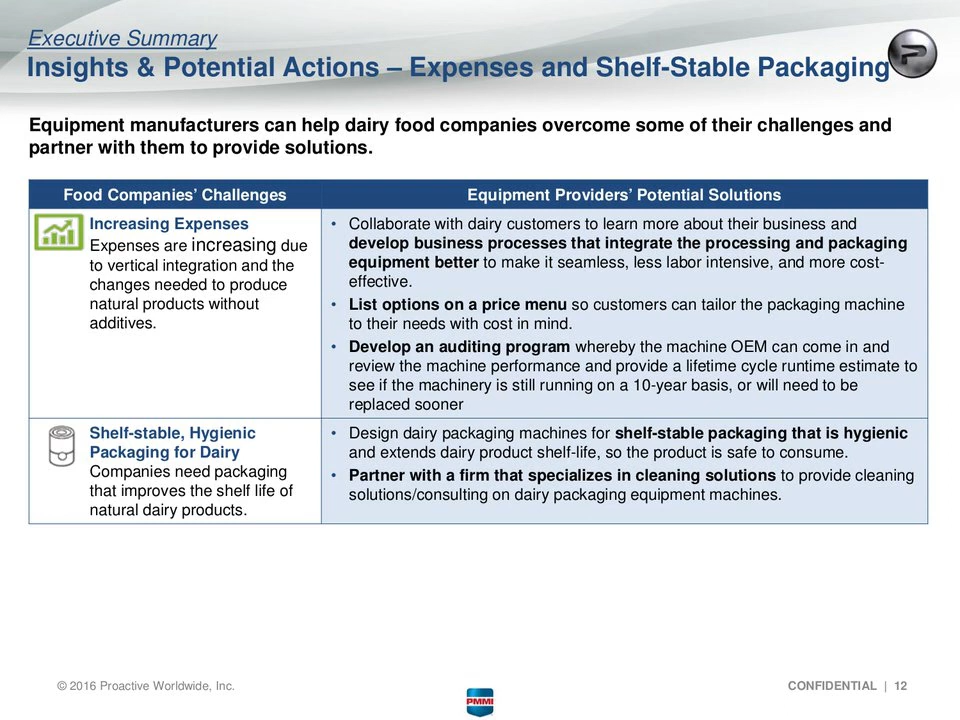 Executive Summary
Insights & Potential Actions – Expenses and Shelf-Stable Packaging
Equipment manufacturers can help dairy food companies overcome some of their challenges and
partner with them to provide solutions.
Food Companies’ Challenges
Equipment Providers’ Potential Solutions
Increasing Expenses
Expenses are increasing due
to vertical integration and the
changes needed to produce
natural products without
additives.
• Collaborate with dairy customers to learn more about their business and
develop business processes that integrate the processing and packaging
equipment better to make it seamless, less labor intensive, and more cost-
effective.
• List options on a price menu so customers can tailor the packaging machine
to their needs with cost in mind.
• Develop an auditing program whereby the machine OEM can come in and
review the machine performance and provide a lifetime cycle runtime estimate to
see if the machinery is still running on a 10-year basis, or will need to be
replaced sooner
Shelf-stable, Hygienic
Packaging for Dairy
Companies need packaging
that improves the shelf life of
natural dairy products.
• Design dairy packaging machines for shelf-stable packaging that is hygienic
and extends dairy product shelf-life, so the product is safe to consume.
• Partner with a firm that specializes in cleaning solutions to provide cleaning
solutions/consulting on dairy packaging equipment machines.
© 2016 Proactive Worldwide, Inc.
PMMI
CONFIDENTIAL | 12